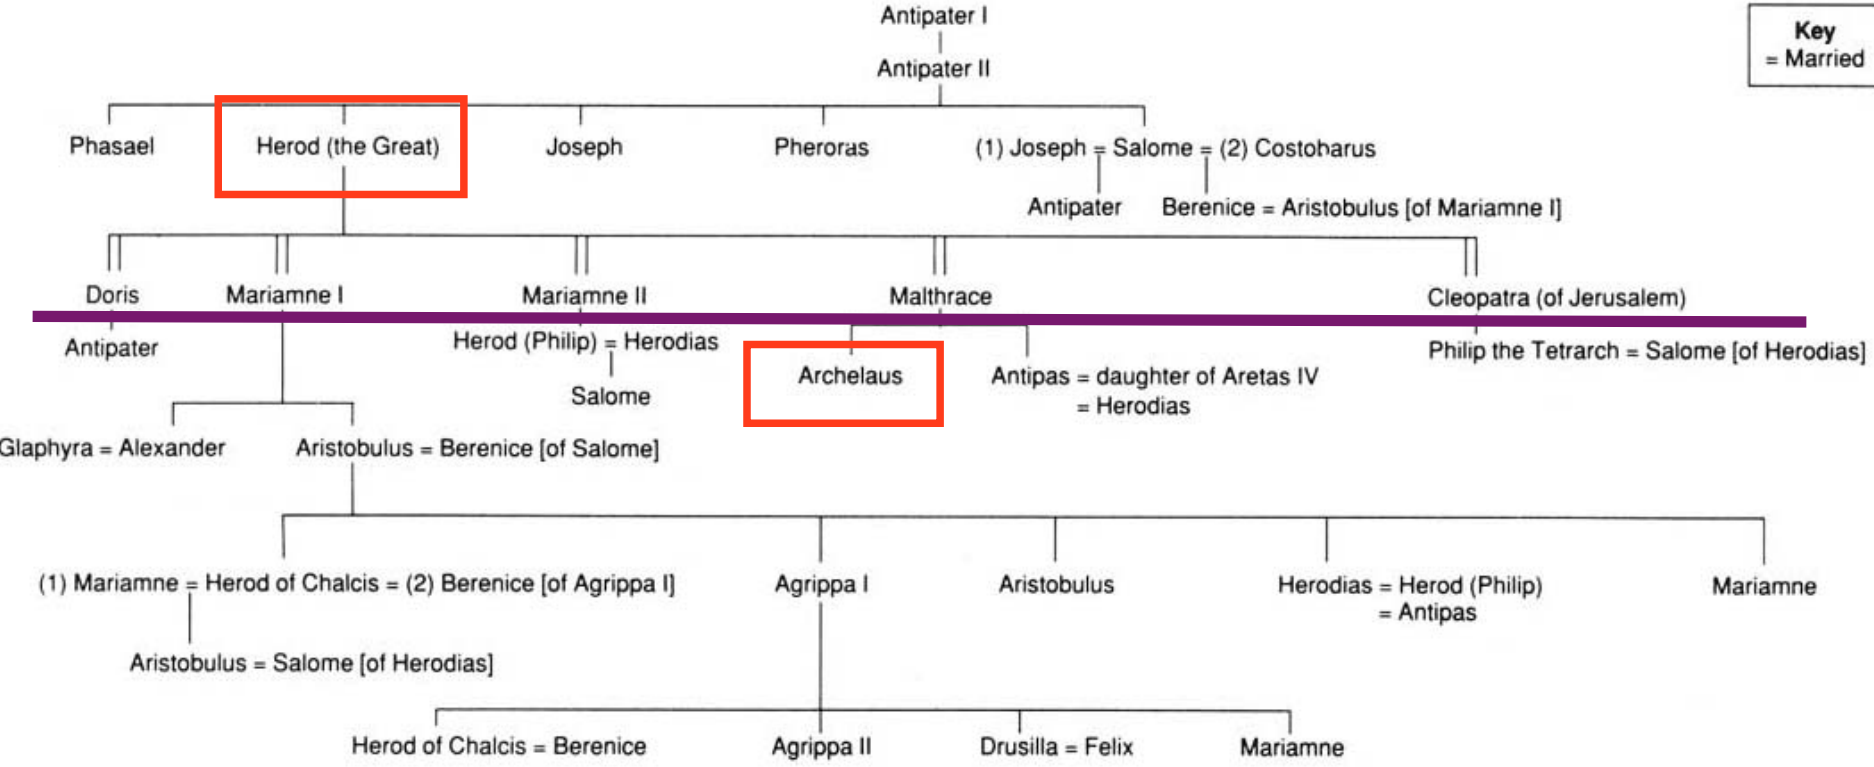 Antipater I
Key
= Married
Antipater II
Phasael
Herod (the Great)
Joseph
Pheroras
(1) Joseph = Salome = (2) Costobarus
Antipater
Berenice = Aristobulus [of Mariamne I]
Doris
Mariamne I
Mariamne II
Malthrace
Cleopatra (of Jerusalem)
Antipater
Herod (Philip) = Herodias
Philip the Tetrarch = Salome [of Herodias]
Archelaus
Antipas = daughter of Aretas IV
= Herodias
Salome
Glaphyra = Alexander
Aristobulus = Berenice [of Salome]
(1) Mariamne = Herod of Chalcis = (2) Berenice [of Agrippa I]
Agrippa I
Aristobulus
Herodias = Herod (Philip)
= Antipas
Mariamne
Aristobulus = Salome [of Herodias]
Herod of Chalcis = Berenice
Agrippa II
Drusilla = Felix
Mariamne